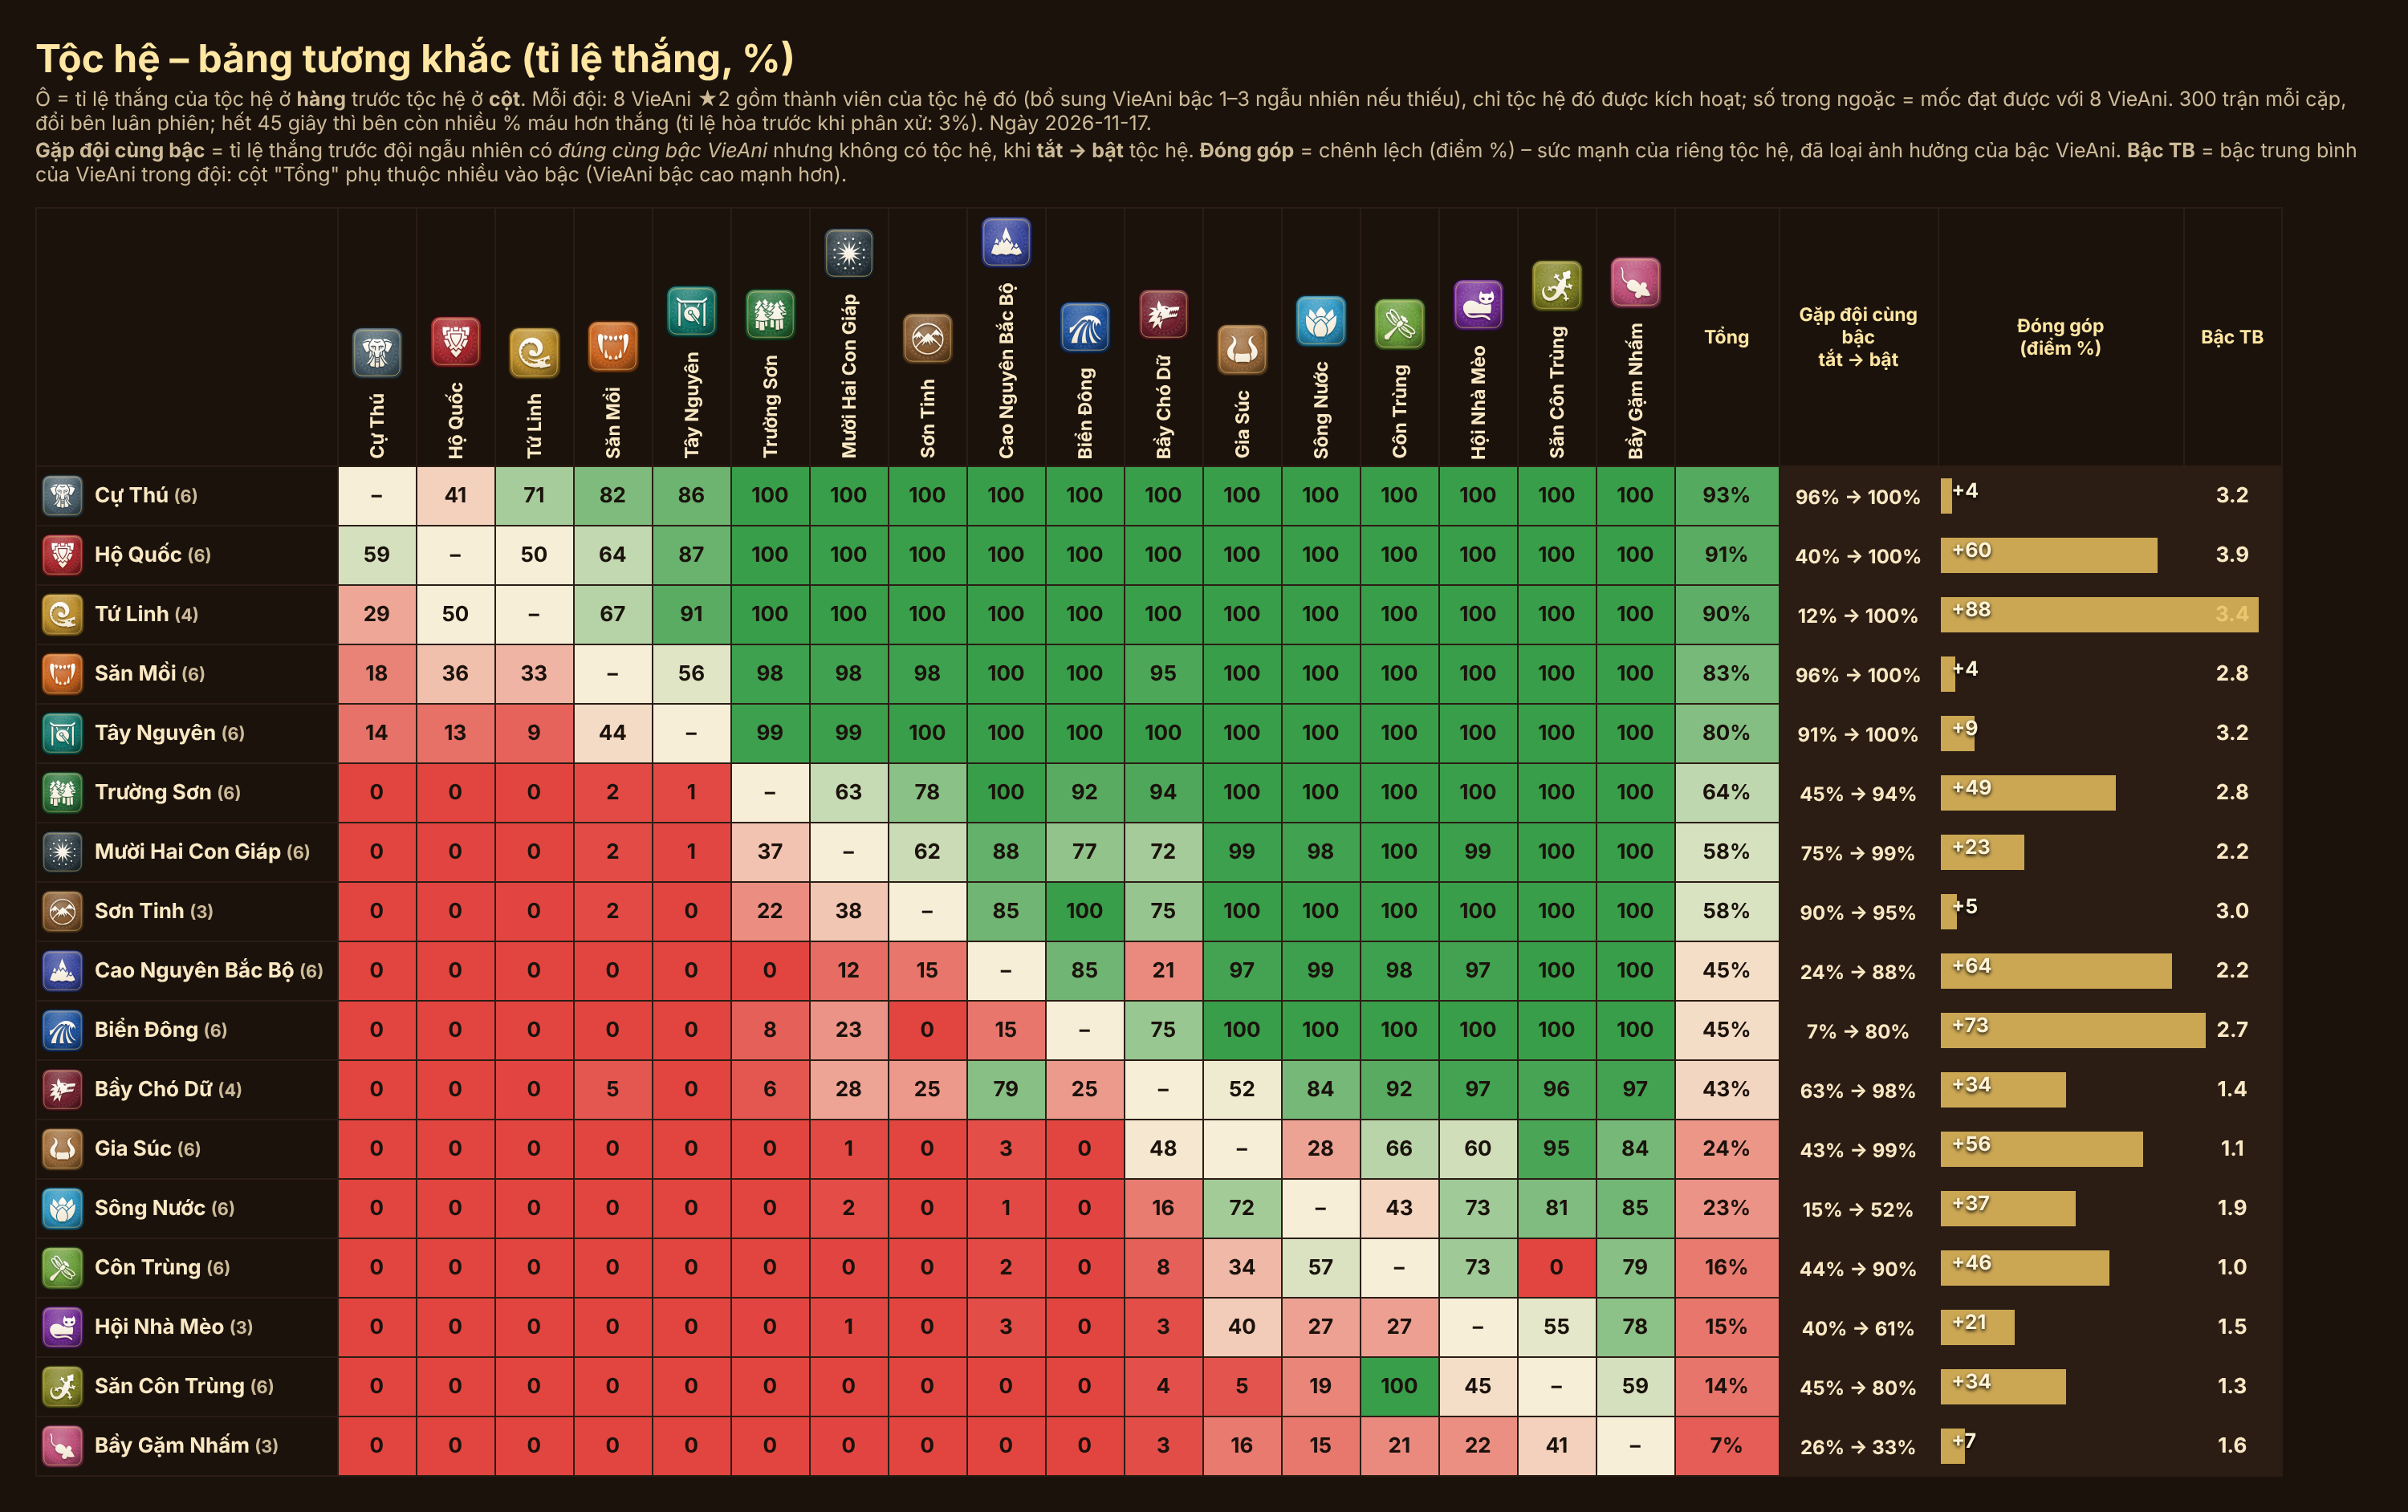 Tộc hệ – bảng tương khắc (tỉ lệ thắng, %)
Ô = tỉ lệ thắng của tộc hệ ở hàng trước tộc hệ ở cột. Mỗi đội: 8 VieAni ★2 gồm thành viên của tộc hệ đó (bổ sung VieAni bậc 1–3 ngẫu nhiên nếu thiếu), chỉ tộc hệ đó được kích hoạt; số trong ngoặc = mốc đạt được với 8 VieAni. 300 trận mỗi cặp,
đổi bên luân phiên; hết 45 giây thì bên còn nhiều % máu hơn thắng (tỉ lệ hòa trước khi phân xử: 3%). Ngày 2026-11-17.
Gặp đội cùng bậc = tỉ lệ thắng trước đội ngẫu nhiên có đúng cùng bậc VieAni nhưng không có tộc hệ, khi tắt → bật tộc hệ. Đóng góp = chênh lệch (điểm %) – sức mạnh của riêng tộc hệ, đã loại ảnh hưởng của bậc VieAni. Bậc TB = bậc trung bình
của VieAni trong đội: cột "Tổng" phụ thuộc nhiều vào bậc (VieAni bậc cao mạnh hơn).
Cự Thú Hộ Quốc Tứ Linh Săn Mồi Tây Nguyên Trường Sơn Mười Hai Con Giáp Sơn Tinh Cao Nguyên Bắc Bộ Biển Đông Bầy Chó Dữ Gia Súc Sông Nước Côn Trùng Hội Nhà Mèo Săn Côn Trùng Bầy Gặm Nhấm Tổng
Gặp đội cùng
bậc
tắt → bật
Đóng góp
(điểm %)
Bậc TB
Cự Thú (6) – 41 71 82 86 100 100 100 100 100 100 100 100 100 100 100 100 93% 96% → 100% +4 3.2
Hộ Quốc (6) 59 – 50 64 87 100 100 100 100 100 100 100 100 100 100 100 100 91% 40% → 100% +60 3.9
Tứ Linh (4) 29 50 – 67 91 100 100 100 100 100 100 100 100 100 100 100 100 90% 12% → 100% +88 3.4
Săn Mồi (6) 18 36 33 – 56 98 98 98 100 100 95 100 100 100 100 100 100 83% 96% → 100% +4 2.8
Tây Nguyên (6) 14 13 9 44 – 99 99 100 100 100 100 100 100 100 100 100 100 80% 91% → 100% +9 3.2
Trường Sơn (6) 0 0 0 2 1 – 63 78 100 92 94 100 100 100 100 100 100 64% 45% → 94% +49 2.8
Mười Hai Con Giáp (6) 0 0 0 2 1 37 – 62 88 77 72 99 98 100 99 100 100 58% 75% → 99% +23 2.2
Sơn Tinh (3) 0 0 0 2 0 22 38 – 85 100 75 100 100 100 100 100 100 58% 90% → 95% +5 3.0
Cao Nguyên Bắc Bộ (6) 0 0 0 0 0 0 12 15 – 85 21 97 99 98 97 100 100 45% 24% → 88% +64 2.2
Biển Đông (6) 0 0 0 0 0 8 23 0 15 – 75 100 100 100 100 100 100 45% 7% → 80% +73 2.7
Bầy Chó Dữ (4) 0 0 0 5 0 6 28 25 79 25 – 52 84 92 97 96 97 43% 63% → 98% +34 1.4
Gia Súc (6) 0 0 0 0 0 0 1 0 3 0 48 – 28 66 60 95 84 24% 43% → 99% +56 1.1
Sông Nước (6) 0 0 0 0 0 0 2 0 1 0 16 72 – 43 73 81 85 23% 15% → 52% +37 1.9
Côn Trùng (6) 0 0 0 0 0 0 0 0 2 0 8 34 57 – 73 0 79 16% 44% → 90% +46 1.0
Hội Nhà Mèo (3) 0 0 0 0 0 0 1 0 3 0 3 40 27 27 – 55 78 15% 40% → 61% +21 1.5
Săn Côn Trùng (6) 0 0 0 0 0 0 0 0 0 0 4 5 19 100 45 – 59 14% 45% → 80% +34 1.3
Bầy Gặm Nhấm (3) 0 0 0 0 0 0 0 0 0 0 3 16 15 21 22 41 – 7% 26% → 33% +7 1.6